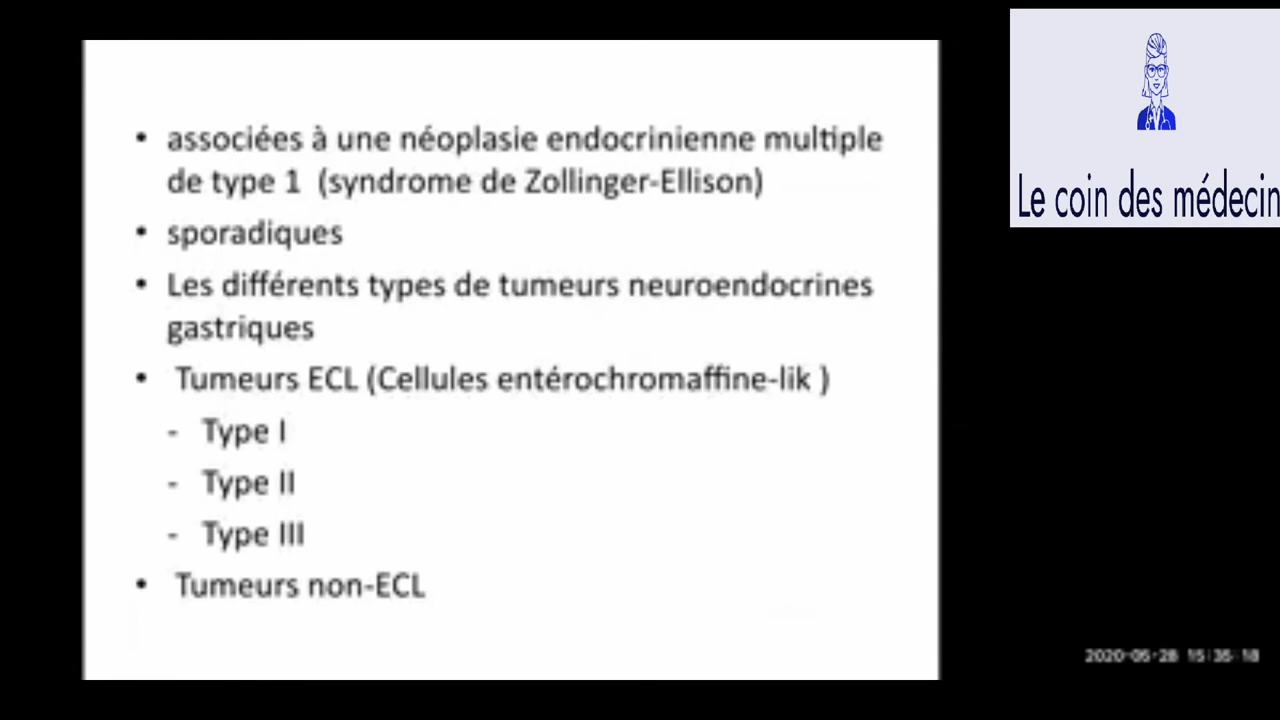 • associées à une néoplasie endocrinienne multiple
de type 1 (syndrome de Zollinger-Ellison)
• sporadiques
• Les différents types de tumeurs neuroendocrines
gastriques
• Tumeurs ECL (Cellules entérochromaffine-lik )
- Type I
- Type II
- Type III
• Tumeurs non-ECL
Le coin des médecin
2020-05-28 15:35:18